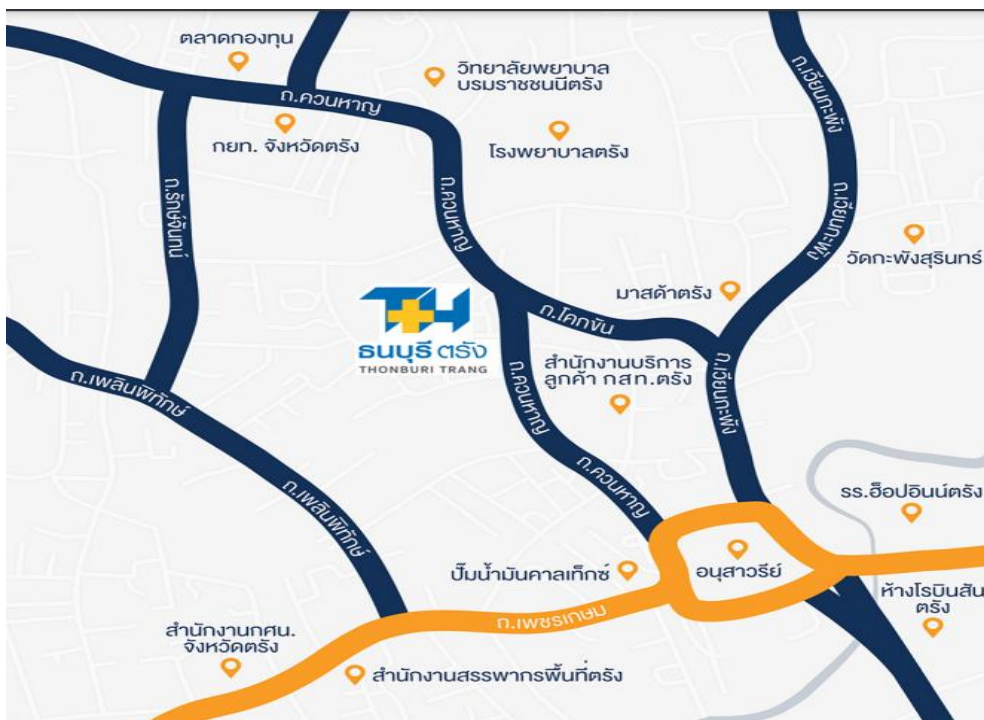 ตลาดกองทุน
วิทยาลัยพยาบาล
บรมราชชนนีตรัง
ถ.ควนหาญ
กยท. จังหวัดตรัง
โรงพยาบาลตรัง
ถ.เวียนกะพัง
ถ.รักษ์จันทน์
ถ.ควนหาญ
ถ.เวียนกะพัง
วัดกะพังสุรินทร์
มาสด้าตรัง
TH
ธนบุรี ตรัง
THONBURI TRANG
ถ.โคกขัน
สำนักงานบริการ
ลูกค้า กสท.ตรัง
ถ.เพลินพิทักษ์
ถ.ควนหาญ
ถ.เวียนกะพัง
ถ.ควนหาญ
ถ.เพลินพิทักษ์
รร.ฮ็อปอินน์ตรัง
ปั๊มน้ำมันคาลเท็กซ์
อนุสาวรีย์
ห้างโรบินสัน
ตรัง
ถ.เพชรเกษม
สำนักงานกศน.
จังหวัดตรัง
สำนักงานสรรพากรพื้นที่ตรัง